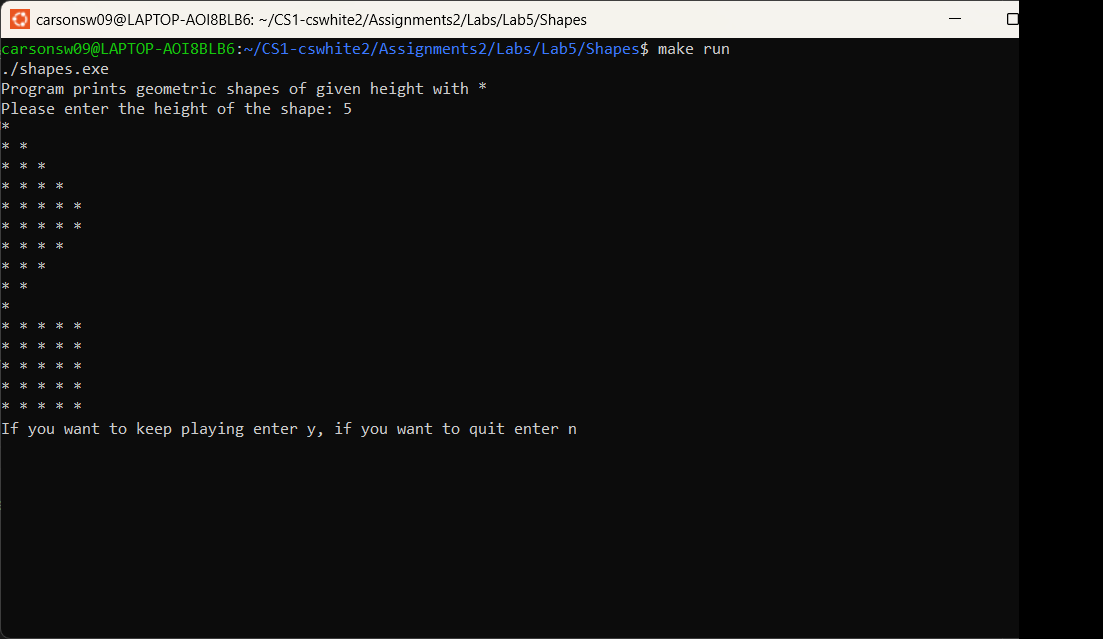 carsonsw09@LAPTOP-AOI8BLB6: ~/CS1-cswhite2/Assignments2/Labs/Lab5/Shapes
carsonsw09@LAPTOP-AOI8BLB6:~/CS1-cswhite2/Assignments2/Labs/Lab5/Shapes$ make run
./shapes.exe
Program prints geometric shapes of given height with *
Please enter the height of the shape: 5
*
* *
* * *
* * * *
* * * * *
* * * * *
* * * *
* * *
* *
*
* * * * *
* * * * *
* * * * *
* * * * *
* * * * *
If you want to keep playing enter y, if you want to quit enter n